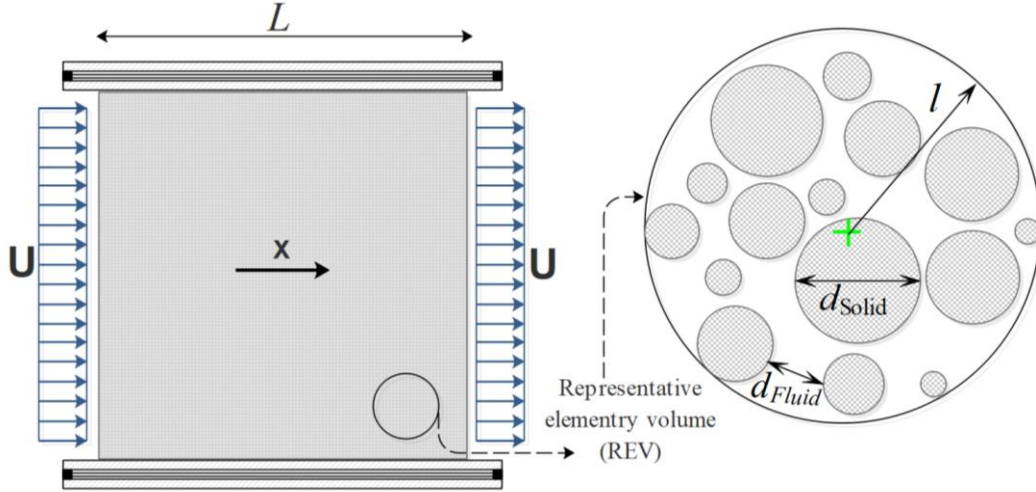 L
U
x
U
l
d_Solid
d_Fluid
Representative
elementry volume
(REV)